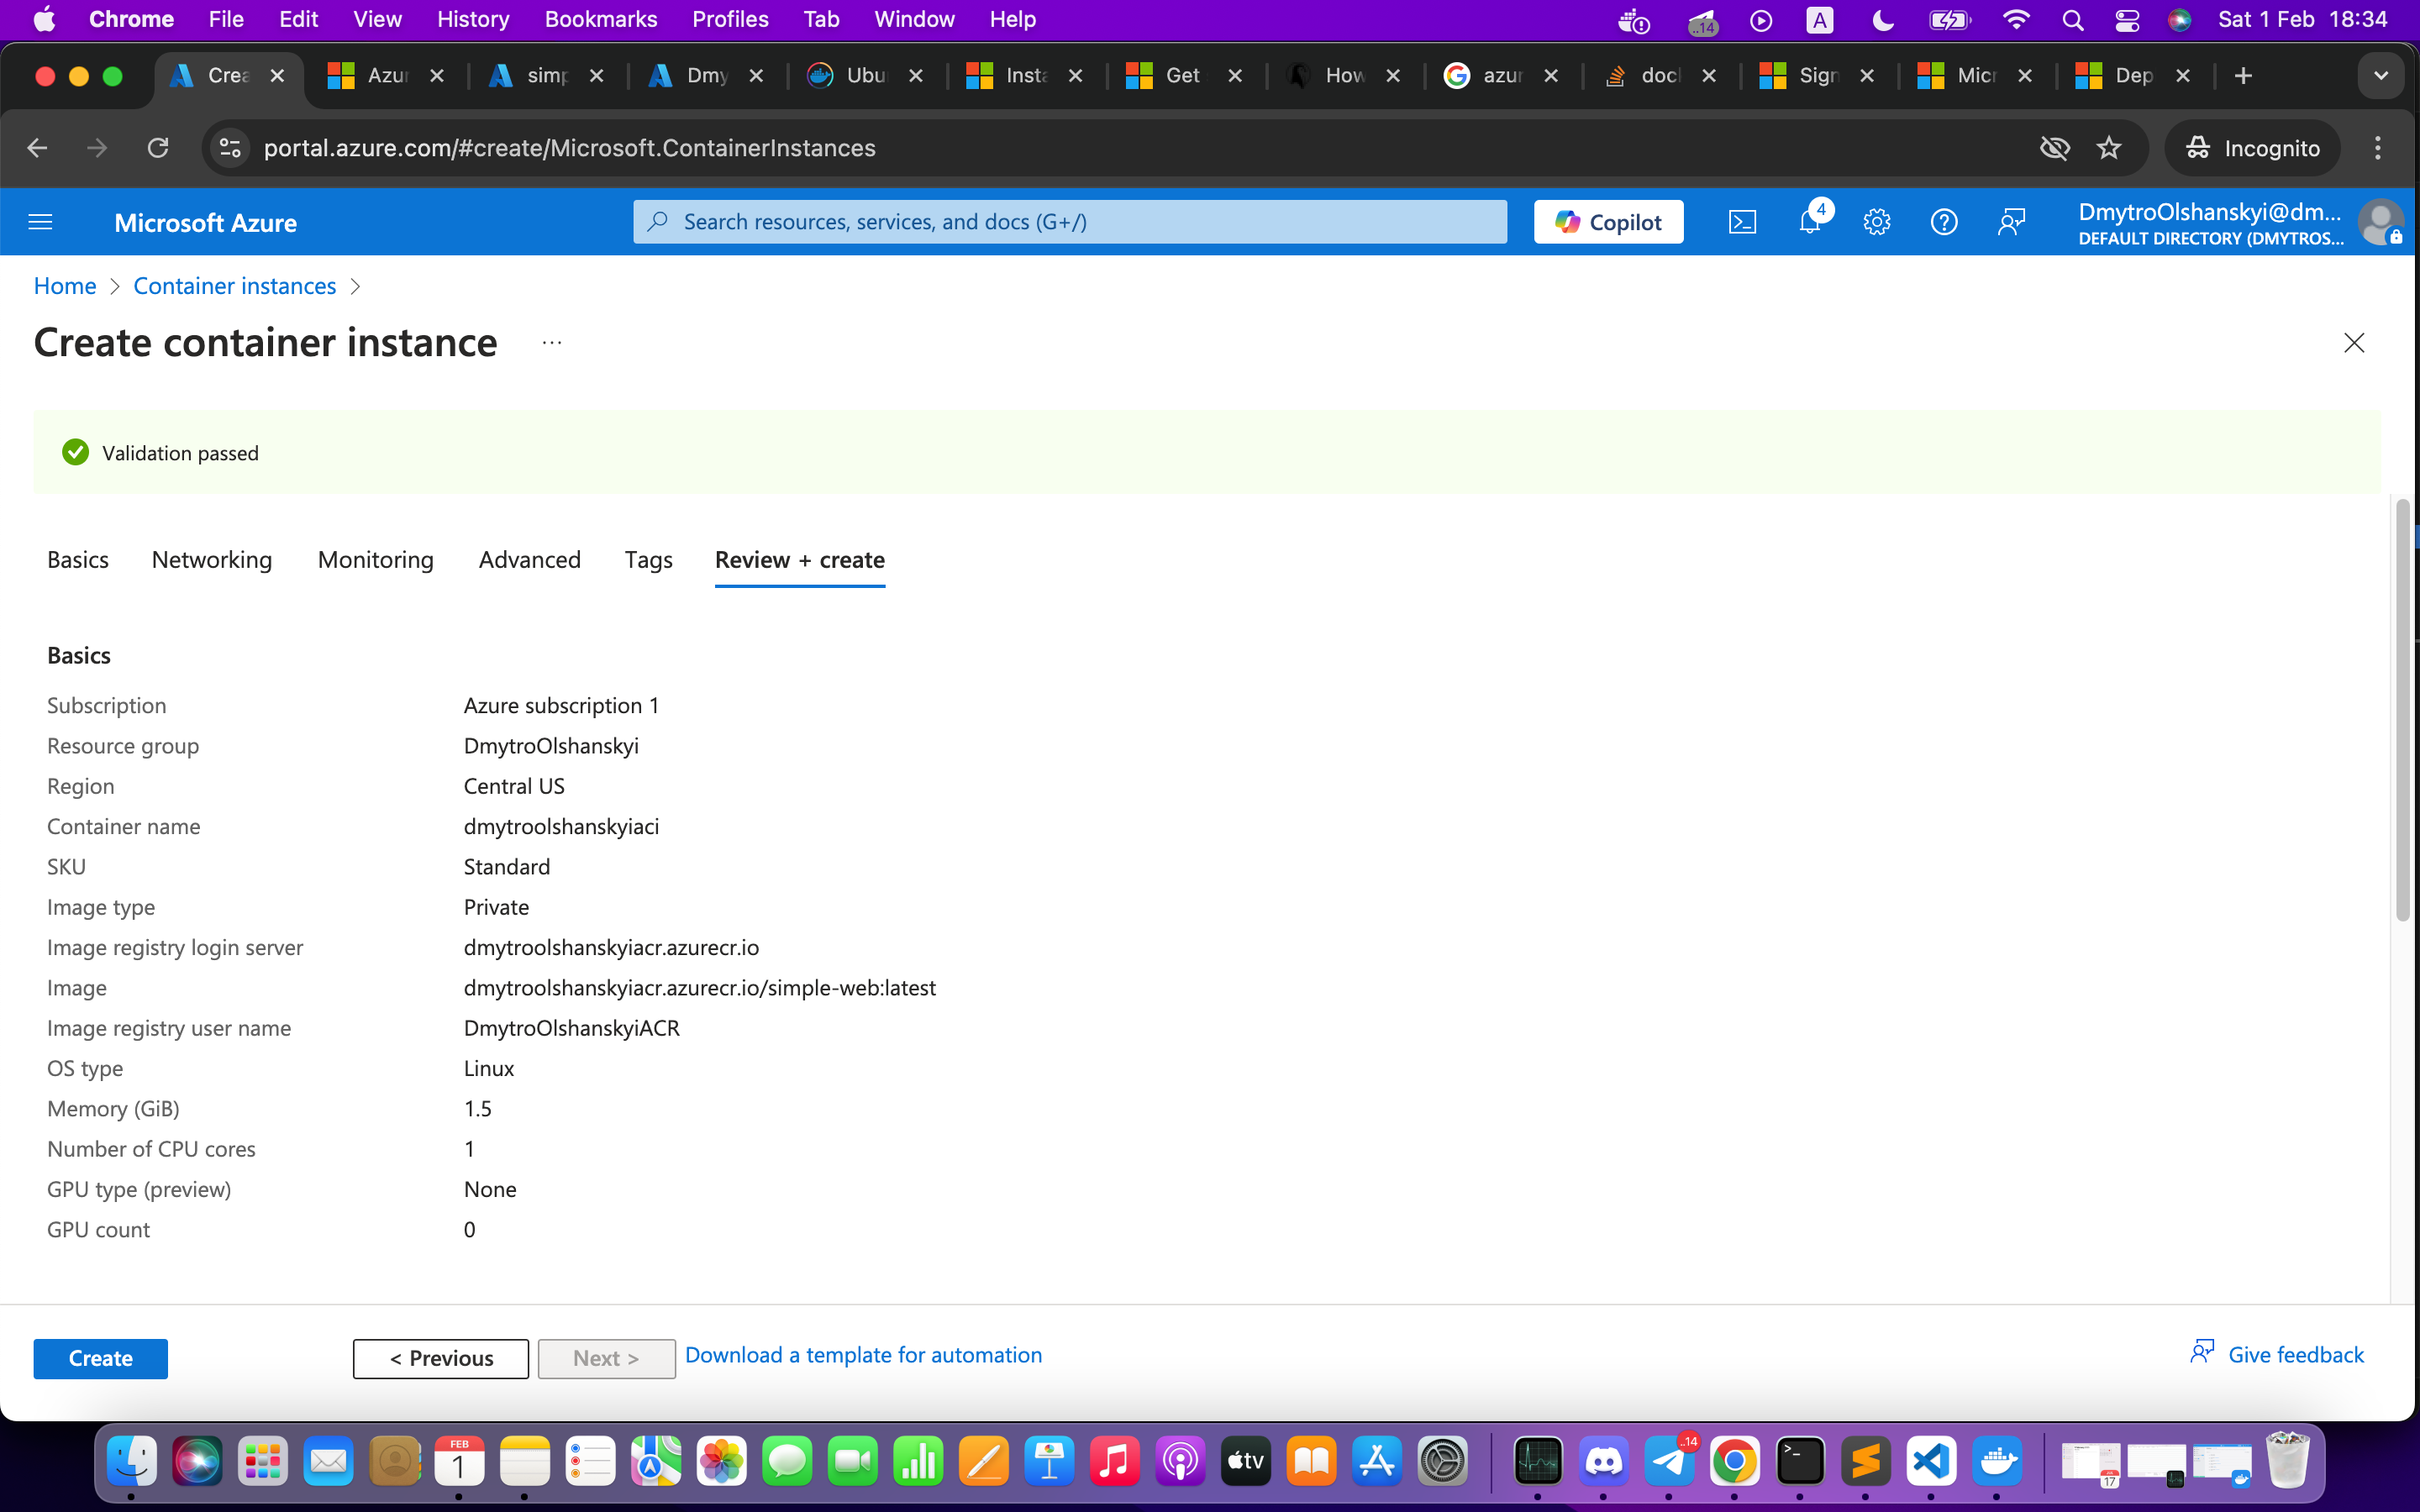 Chrome File Edit View History Bookmarks Profiles Tab Window Help ..14 A Sat 1 Feb 18:34
Crea Azur simp Dmy Ubu Insta Get How azur doc Sign Micr Dep
portal.azure.com/#create/Microsoft.ContainerInstances Incognito
Microsoft Azure Search resources, services, and docs (G+/) Copilot 4 DmytroOlshanskyi@dm...
DEFAULT DIRECTORY (DMYTROS...
Home > Container instances >
Create container instance ...
Validation passed
Basics Networking Monitoring Advanced Tags Review + create
Basics
Subscription Azure subscription 1
Resource group DmytroOlshanskyi
Region Central US
Container name dmytroolshanskyiaci
SKU Standard
Image type Private
Image registry login server dmytroolshanskyiacr.azurecr.io
Image dmytroolshanskyiacr.azurecr.io/simple-web:latest
Image registry user name DmytroOlshanskyiACR
OS type Linux
Memory (GiB) 1.5
Number of CPU cores 1
GPU type (preview) None
GPU count 0
Create < Previous Next > Download a template for automation Give feedback
FEB
1
tv
..14
17